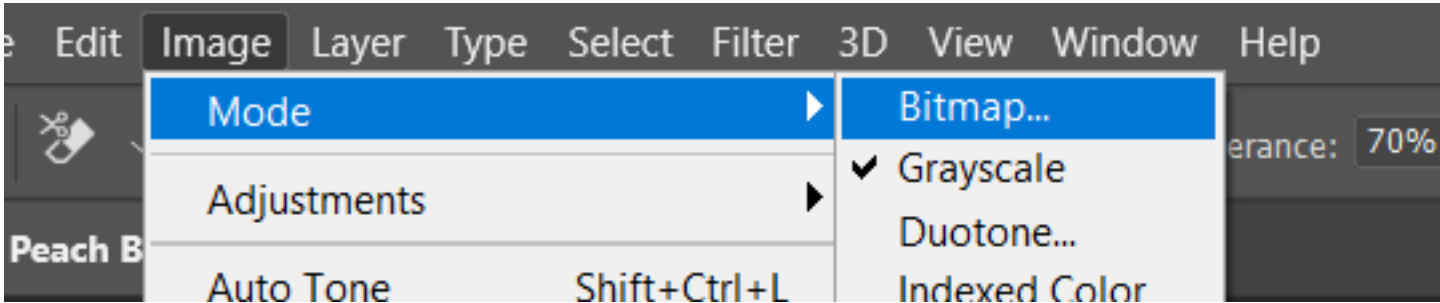 Edit Image Layer Type Select Filter 3D View Window Help
Mode
Bitmap...
erance: 70%
Grayscale
Adjustments
Duotone...
Peach B
Auto Tone Shift+Ctrl+L
Indexed Color